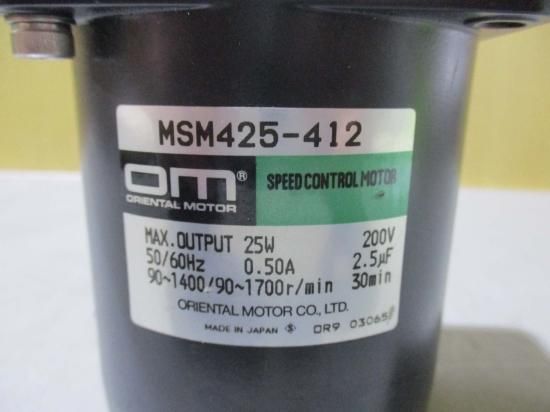 MSM425-412
OM® SPEED CONTROL MOTOR
ORIENTAL MOTOR
MAX.OUTPUT 25W 200V
50/60Hz 0.50A 2.5μF
90~1400/90~1700r/min 30min
ORIENTAL MOTOR CO., LTD.
MADE IN JAPAN Ⓢ OR9